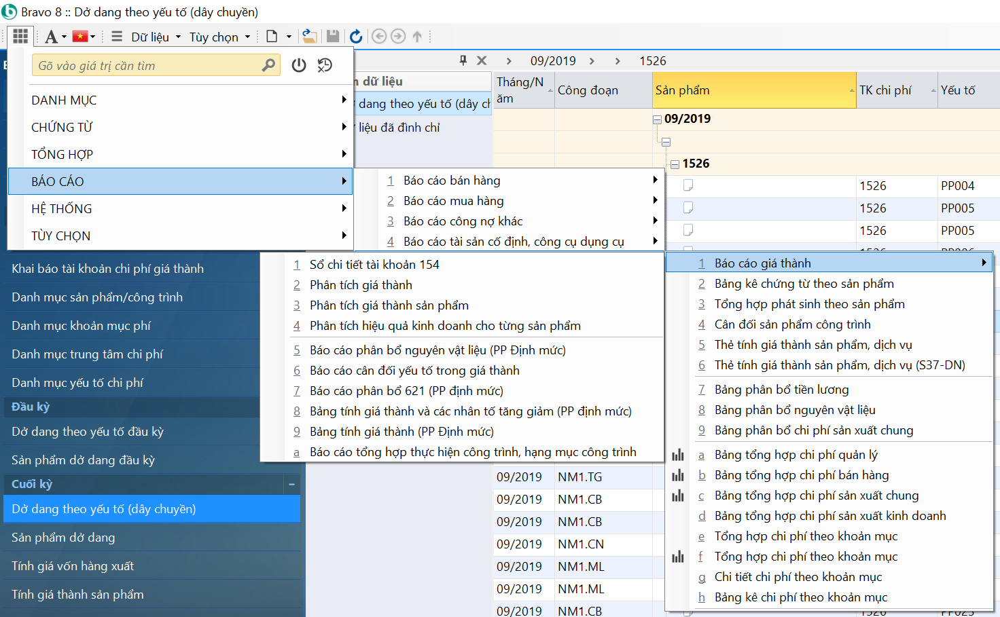 Bravo 8 :: Dở dang theo yếu tố (dây chuyền)
A Dữ liệu Tùy chọn
Gõ vào giá trị cần tìm
DANH MỤC
CHỨNG TỪ
TỔNG HỢP
BÁO CÁO
HỆ THỐNG
TÙY CHỌN
dữ liệu
dang theo yếu tố (dây ch
liệu đã đình chỉ
09/2019 1526
Tháng/Năm Công đoạn Sản phẩm TK chi phí Yếu tố
09/2019
1526
1526 PP004
1526 PP005
1526 PP005
1 Báo cáo bán hàng
2 Báo cáo mua hàng
3 Báo cáo công nợ khác
4 Báo cáo tài sản cố định, công cụ dụng cụ
1 Sổ chi tiết tài khoản 154
2 Phân tích giá thành
3 Phân tích giá thành sản phẩm
4 Phân tích hiệu quả kinh doanh cho từng sản phẩm
5 Báo cáo phân bổ nguyên vật liệu (PP Định mức)
6 Báo cáo cân đối yếu tố trong giá thành
7 Báo cáo phân bổ 621 (PP định mức)
8 Bảng tính giá thành và các nhân tố tăng giảm (PP định mức)
9 Bảng tính giá thành (PP Định mức)
a Báo cáo tổng hợp thực hiện công trình, hạng mục công trình
1 Báo cáo giá thành
2 Bảng kê chứng từ theo sản phẩm
3 Tổng hợp phát sinh theo sản phẩm
4 Cân đối sản phẩm công trình
5 Thẻ tính giá thành sản phẩm, dịch vụ
6 Thẻ tính giá thành sản phẩm, dịch vụ (S37-DN)
7 Bảng phân bổ tiền lương
8 Bảng phân bổ nguyên vật liệu
9 Bảng phân bổ chi phí sản xuất chung
a Bảng tổng hợp chi phí quản lý
b Bảng tổng hợp chi phí bán hàng
c Bảng tổng hợp chi phí sản xuất chung
d Bảng tổng hợp chi phí sản xuất kinh doanh
e Tổng hợp chi phí theo khoản mục
f Tổng hợp chi phí theo khoản mục
g Chi tiết chi phí theo khoản mục
h Bảng kê chi phí theo khoản mục
Khai báo tài khoản chi phí giá thành
Danh mục sản phẩm/công trình
Danh mục khoản mục phí
Danh mục trung tâm chi phí
Danh mục yếu tố chi phí
Đầu kỳ
Dở dang theo yếu tố đầu kỳ
Sản phẩm dở dang đầu kỳ
Cuối kỳ
Dở dang theo yếu tố (dây chuyền)
Sản phẩm dở dang
Tính giá vốn hàng xuất
Tính giá thành sản phẩm
09/2019 NM1.TG
09/2019 NM1.CB
09/2019 NM1.CB
09/2019 NM1.CN
09/2019 NM1.ML
09/2019 NM1.ML
09/2019 NM1.CB